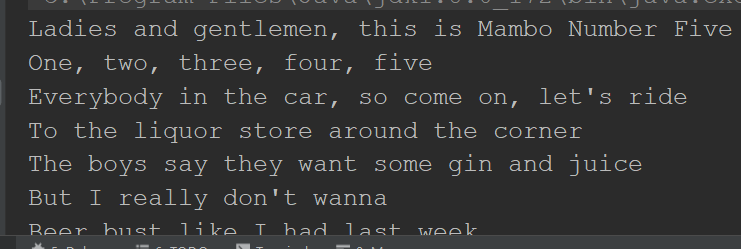 Ladies and gentlemen, this is Mambo Number Five
One, two, three, four, five
Everybody in the car, so come on, let's ride
To the liquor store around the corner
The boys say they want some gin and juice
But I really don't wanna
Beer bust like I had last week